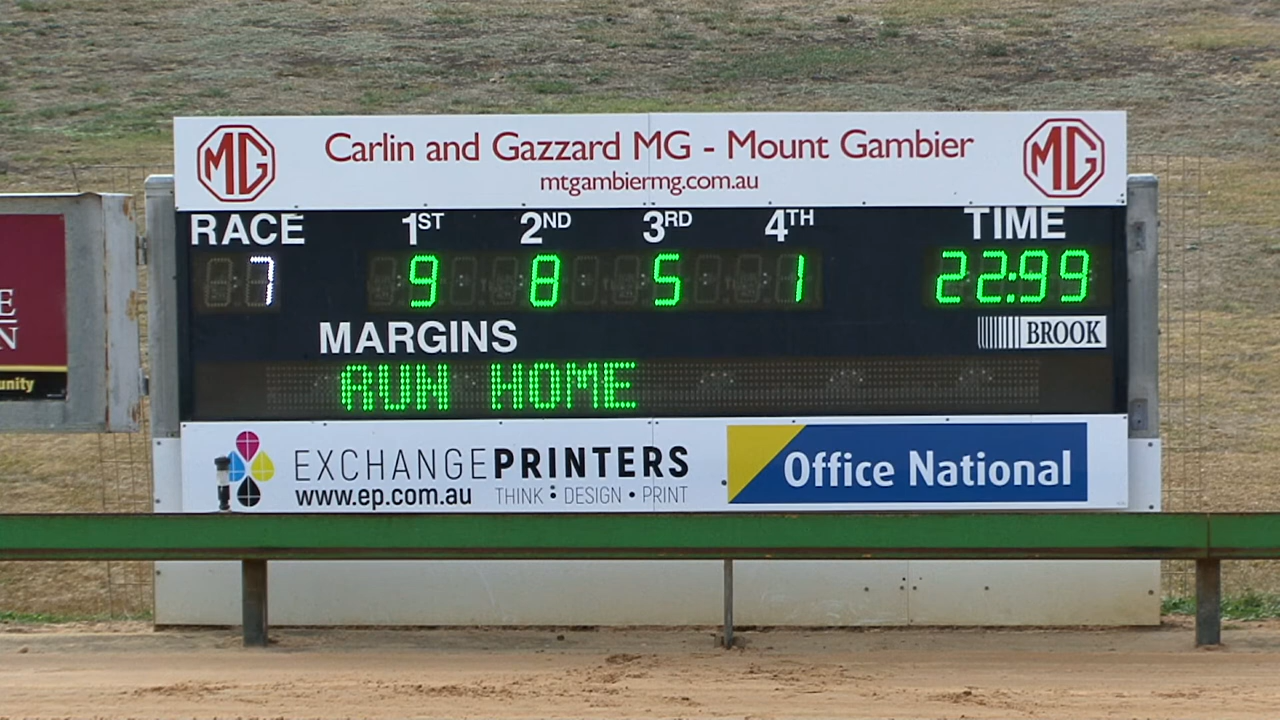 MG Carlin and Gazzard MG - Mount Gambier MG
mtgambiermg.com.au
RACE 1ST 2ND 3RD 4TH TIME
7 9 8 5 1 22:99
MARGINS BROOK
RUN HOME
E
N
unity
EXCHANGEPRINTERS
www.ep.com.au THINK : DESIGN • PRINT
Office National